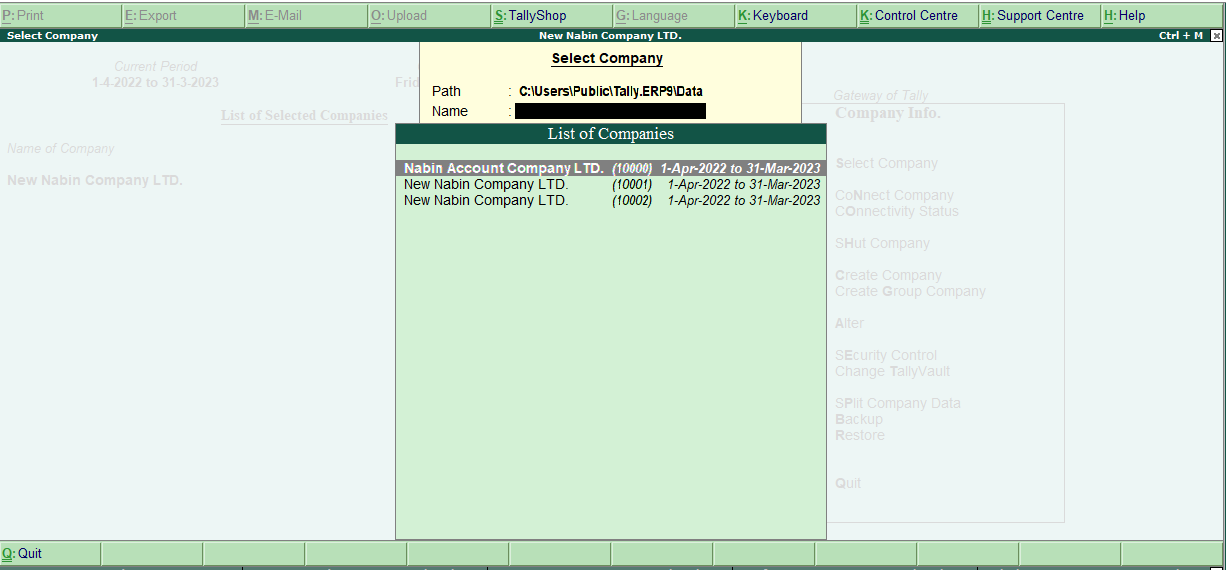 P: Print E: Export M: E-Mail O: Upload S: TallyShop G: Language K: Keyboard K: Control Centre H: Support Centre H: Help
Select Company New Nabin Company LTD. Ctrl + M
Current Period
1-4-2022 to 31-3-2023 Frid
List of Selected Companies
Name of Company
New Nabin Company LTD.
Select Company
Path : C:\Users\Public\Tally.ERP9\Data
Name :
List of Companies
Nabin Account Company LTD. (10000) 1-Apr-2022 to 31-Mar-2023
New Nabin Company LTD. (10001) 1-Apr-2022 to 31-Mar-2023
New Nabin Company LTD. (10002) 1-Apr-2022 to 31-Mar-2023
Gateway of Tally
Company Info.
Select Company
CoNnect Company
COnnectivity Status
SHut Company
Create Company
Create Group Company
Alter
SEcurity Control
Change TallyVault
SPlit Company Data
Backup
Restore
Quit
Q: Quit